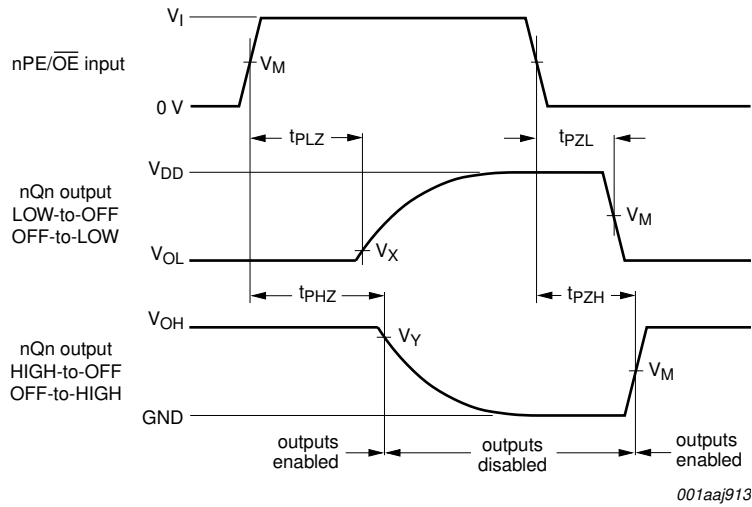 V_I
nPE/O̅E̅ input
V_M
0 V
t_PLZ
t_PZL
V_DD
nQn output
LOW-to-OFF
OFF-to-LOW
V_M
V_OL
V_X
t_PHZ
t_PZH
V_OH
V_Y
nQn output
HIGH-to-OFF
OFF-to-HIGH
V_M
GND
outputs
enabled
outputs
disabled
outputs
enabled
001aaj913